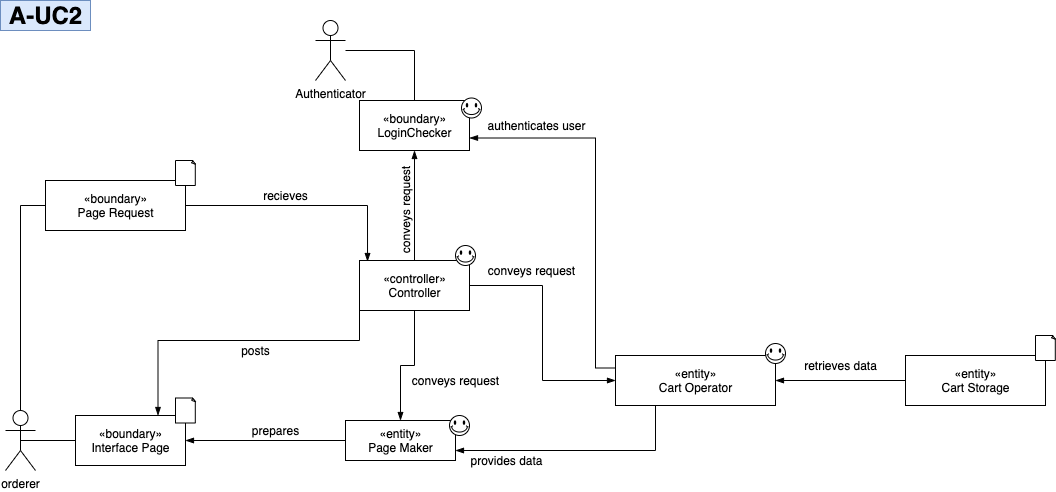 A-UC2
Authenticator
«boundary»
LoginChecker
authenticates user
«boundary»
Page Request
recieves
conveys request
«controller»
Controller
conveys request
posts
conveys request
«entity»
Cart Operator
retrieves data
«entity»
Cart Storage
«boundary»
Interface Page
prepares
«entity»
Page Maker
provides data
orderer